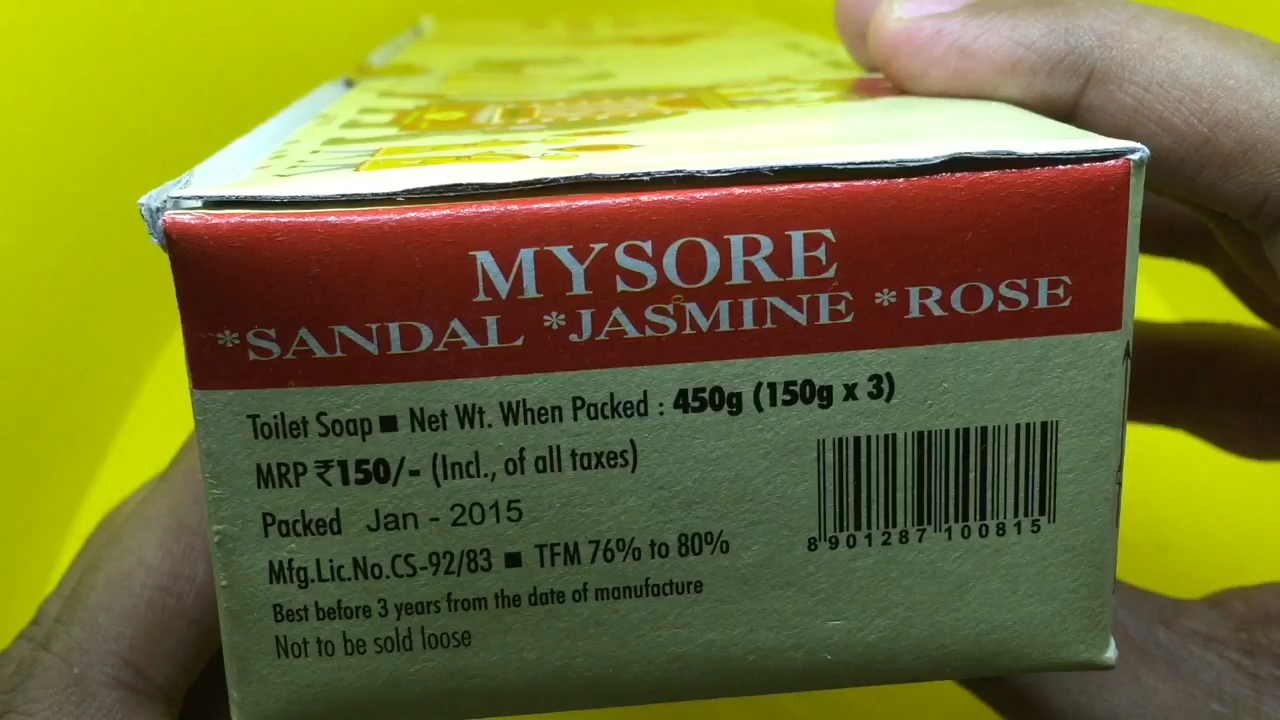 MYSORE
*SANDAL *JASMINE *ROSE
Toilet Soap ■ Net Wt. When Packed : 450g (150g x 3)
MRP ₹150/- (Incl., of all taxes)
Packed Jan - 2015
Mfg.Lic.No.CS-92/83 ■ TFM 76% to 80%
Best before 3 years from the date of manufacture
Not to be sold loose
8 901287 100815